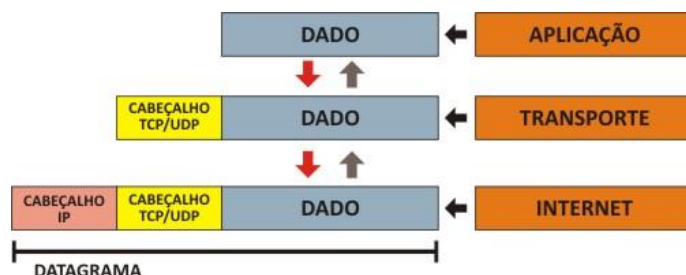 DADO
APLICAÇÃO
CABEÇALHO
TCP/UDP
DADO
TRANSPORTE
CABEÇALHO
IP
CABEÇALHO
TCP/UDP
DADO
INTERNET
DATAGRAMA